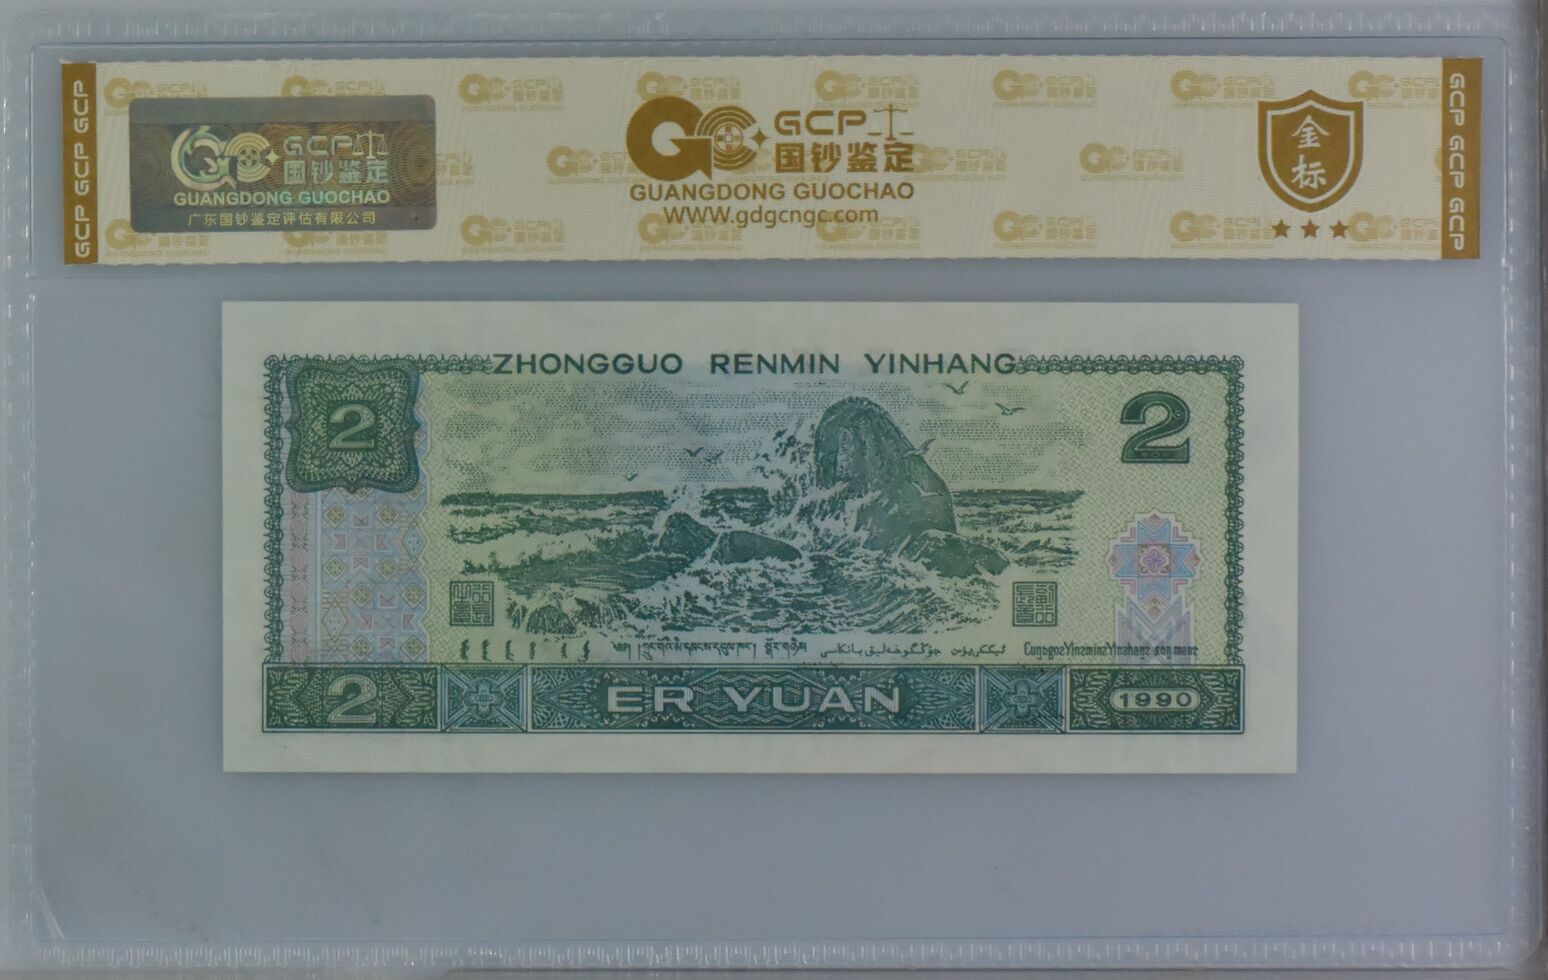 GCP GCP GCP
GCP
国钞鉴定
GUANGDONG GUOCHAO
广东国钞鉴定评估有限公司
GCP
国钞鉴定
GUANGDONG GUOCHAO
WWW.gdgcngc.com
金
标
GCP GCP GCP
ZHONGGUO RENMIN YINHANG
2
2
2
ER YUAN
1990